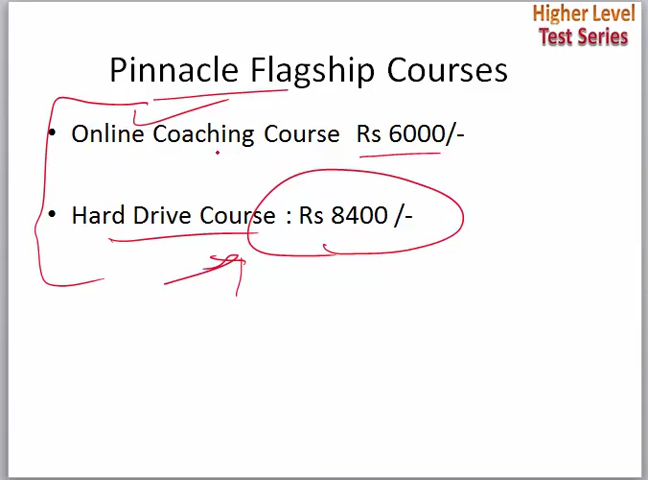 Higher Level
Test Series
Pinnacle Flagship Courses
• Online Coaching Course Rs 6000/-
• Hard Drive Course : Rs 8400 /-